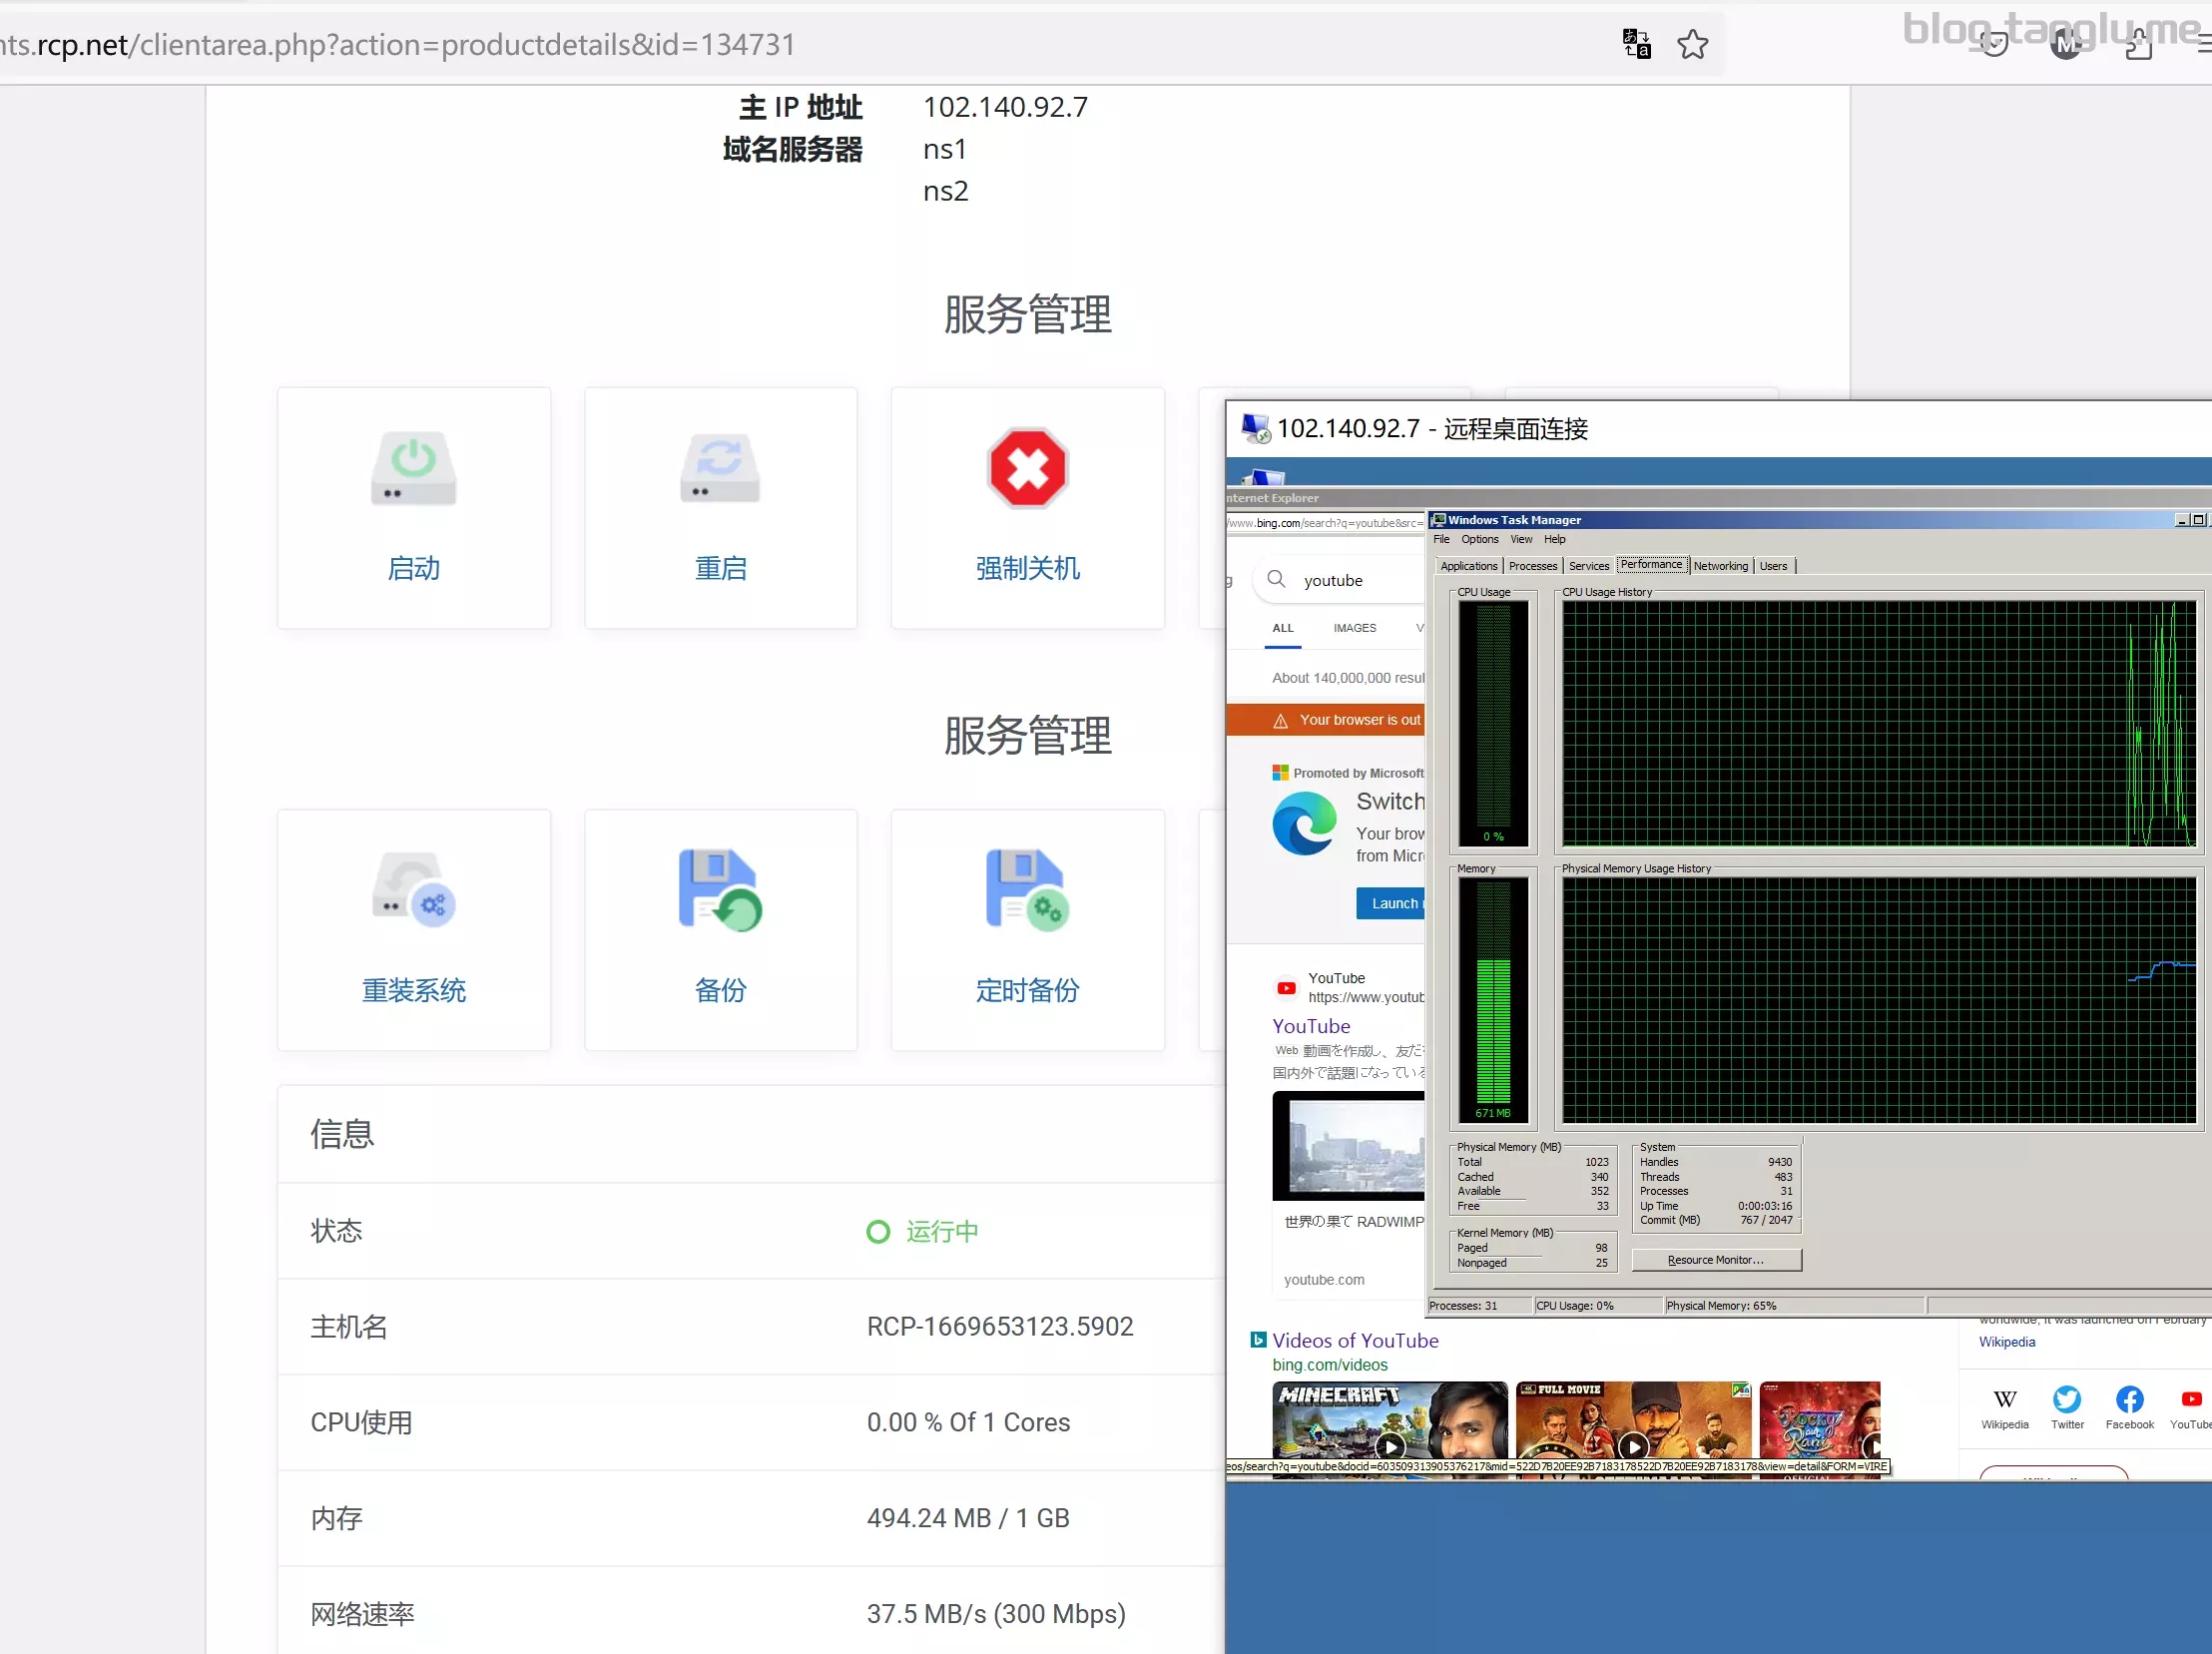 nts.rcp.net/clientarea.php?action=productdetails&id=134731
blog.tanglu.me
主 IP 地址 102.140.92.7
域名服务器 ns1
ns2
服务管理
启动
重启
强制关机
服务管理
重装系统
备份
定时备份
信息
状态 运行中
主机名 RCP-1669653123.5902
CPU使用 0.00 % Of 1 Cores
内存 494.24 MB / 1 GB
网络速率 37.5 MB/s (300 Mbps)
102.140.92.7 - 远程桌面连接
nternet Explorer
/www.bing.com/search?q=youtube&src=
youtube
ALL IMAGES V
About 140,000,000 resul
Your browser is out
Promoted by Microsoft
Switch
Your brow
from Micr
Launch
YouTube
https://www.youtub
YouTube
Web 動画を作成し、友だ
国内外で話題になっている
世界の果て RADWIMP
youtube.com
Videos of YouTube
bing.com/videos
MINECRAFT
4K FULL MOVIE
Pen
Rocky aur Rani
eos/search?q=youtube&docid=603509313905376217&mid=522D7B20EE92B7183178522D7B20EE92B7183178&view=detail&FORM=VIRE
Windows Task Manager
File Options View Help
Applications Processes Services Performance Networking Users
CPU Usage
0 %
CPU Usage History
Memory
671 MB
Physical Memory Usage History
Physical Memory (MB)
Total 1023
Cached 340
Available 352
Free 33
Kernel Memory (MB)
Paged 98
Nonpaged 25
System
Handles 9430
Threads 483
Processes 31
Up Time 0:00:03:16
Commit (MB) 767 / 2047
Resource Monitor...
Processes: 31 CPU Usage: 0% Physical Memory: 65%
worldwide, it was launched on February
Wikipedia
W
Wikipedia Twitter Facebook YouTube